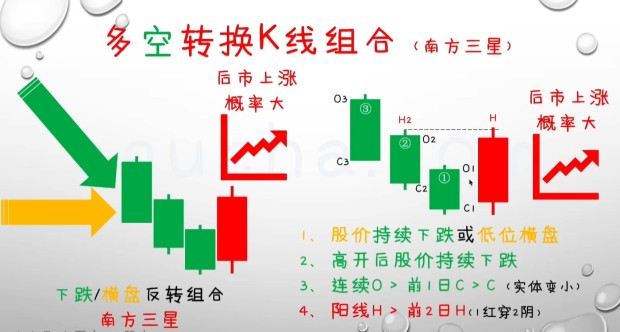 多空转换K线组合（南方三星）
后市上涨
概率大
下跌/横盘反转组合
南方三星
O3
③
C3
H2
②
O2
C2
①
H
O1
C1
后市上涨
概率大
1、股价持续下跌或低位横盘
2、高开后股价持续下跌
3、连续O > 前1日C > C（实体变小）
4、阳线H > 前2日H（1红穿2阴）